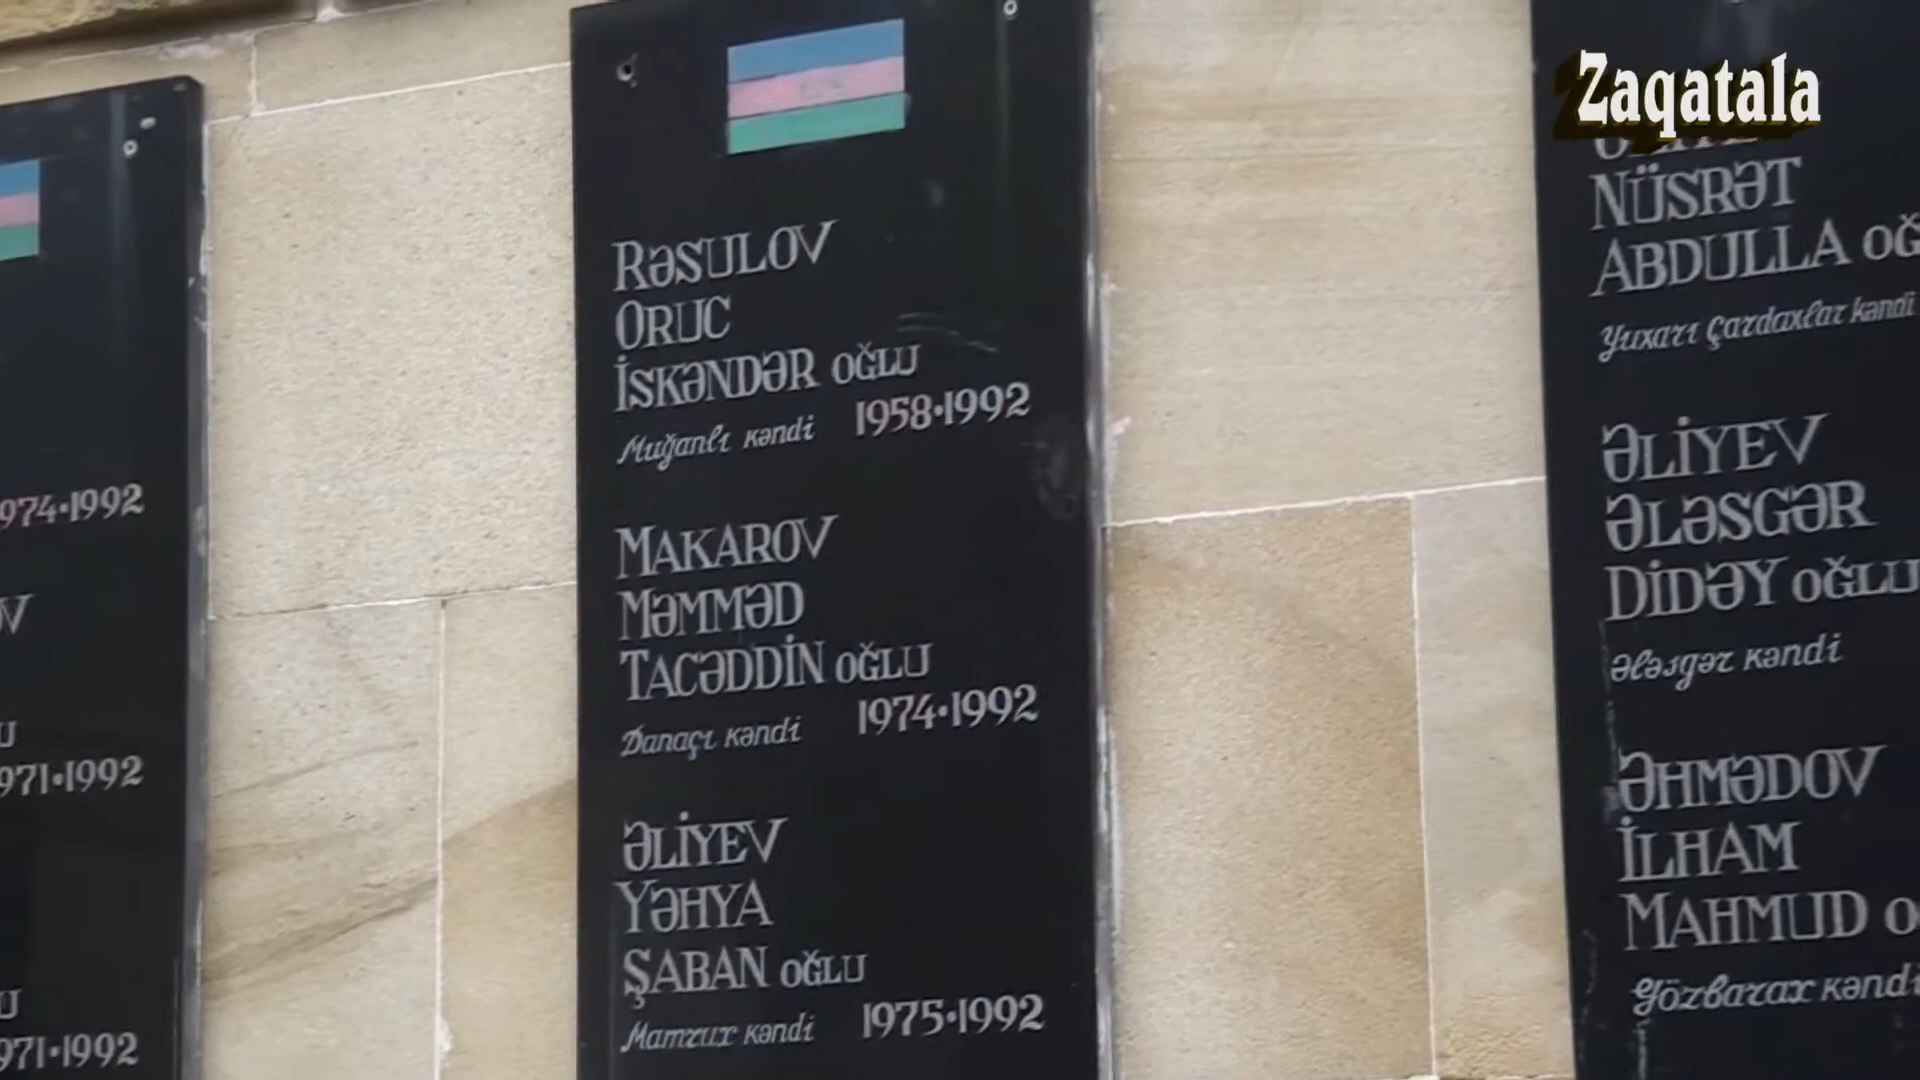 Zaqatala
974•1992
971•1992
971•1992
RƏSULOV
ORUC
İSKƏNDƏR OĞLU
Muğanlı kəndi 1958•1992
MAKAROV
MƏMMƏD
TACƏDDİN OĞLU
Danaçı kəndi 1974•1992
ƏLİYEV
YƏHYA
ŞABAN OĞLU
Mamrux kəndi 1975•1992
NÜSRƏT
ABDULLA OĞ
Yuxarı Çardaxlar kəndi
ƏLİYEV
ƏLƏSGƏR
DİDƏY OĞLU
Ələsgər kəndi
ƏHMƏDOV
İLHAM
MAHMUD O
Gözbarax kəndi